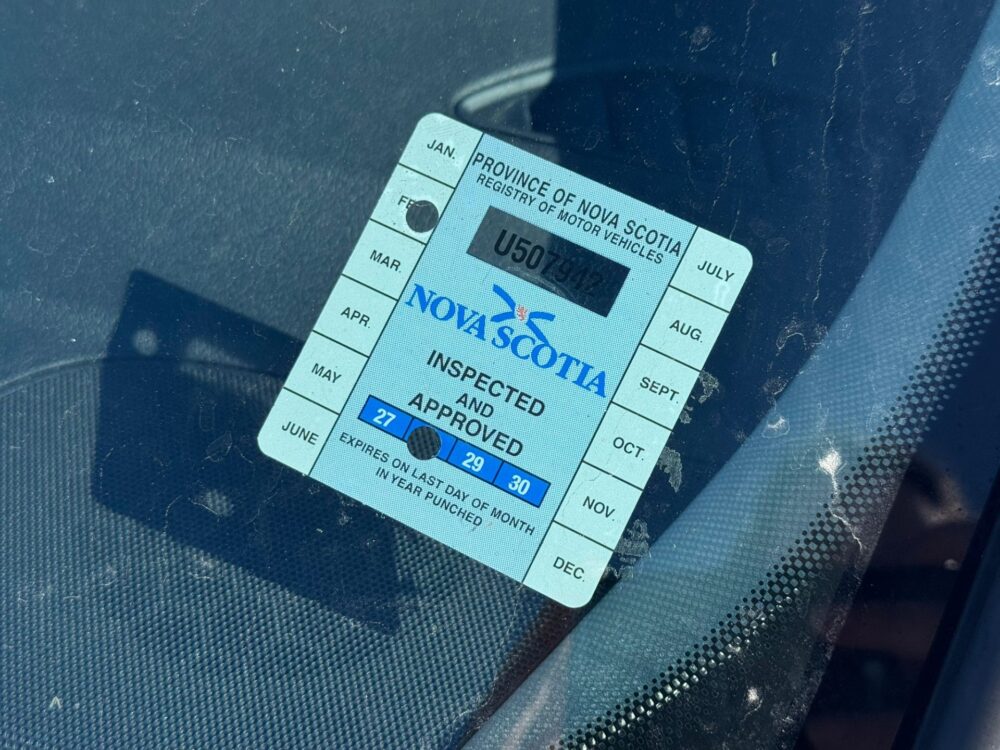 JAN.
MAR.
APR.
MAY
JUNE
PROVINCE OF NOVA SCOTIA
REGISTRY OF MOTOR VEHICLES
NOVA SCOTIA
INSPECTED
AND
APPROVED
27 29 30
EXPIRES ON LAST DAY OF MONTH
IN YEAR PUNCHED
JULY
AUG.
SEPT.
OCT.
NOV.
DEC.